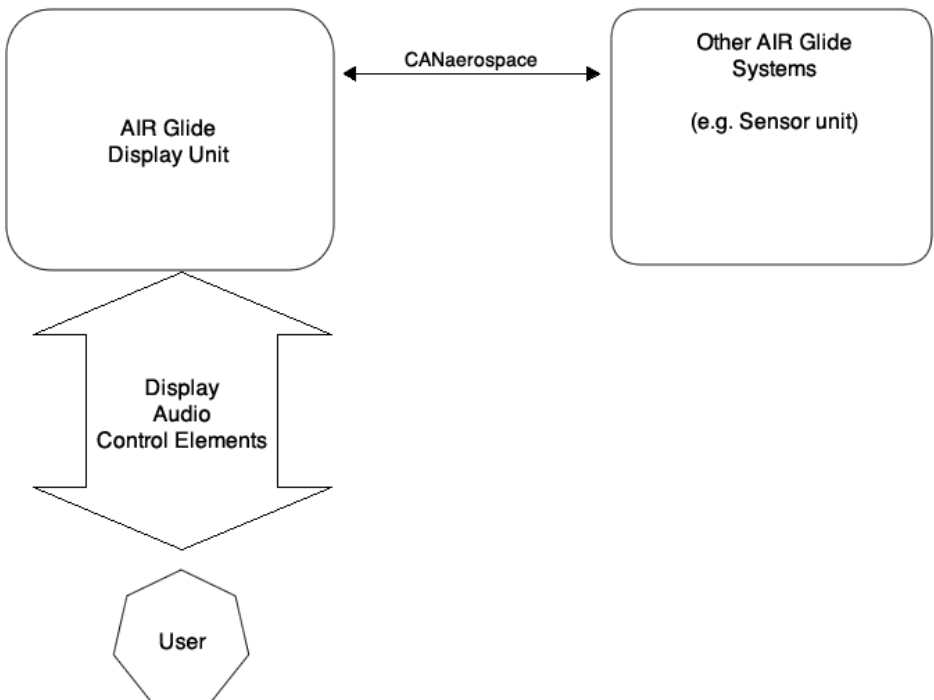 AIR Glide
Display Unit
CANaerospace
Other AIR Glide
Systems
(e.g. Sensor unit)
Display
Audio
Control Elements
User